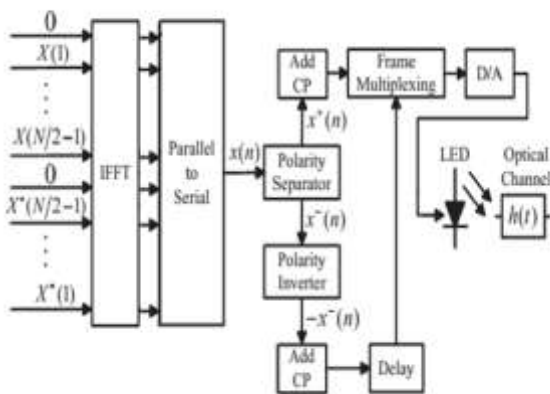 0
X(1)
X(N/2−1)
0
X*(N/2−1)
X*(1)
IFFT
Parallel
to
Serial
x(n)
Add
CP
x⁺(n)
Polarity
Separator
x⁻(n)
Polarity
Inverter
−x⁻(n)
Add
CP
Delay
Frame
Multiplexing
D/A
LED
Optical
Channel
h(t)